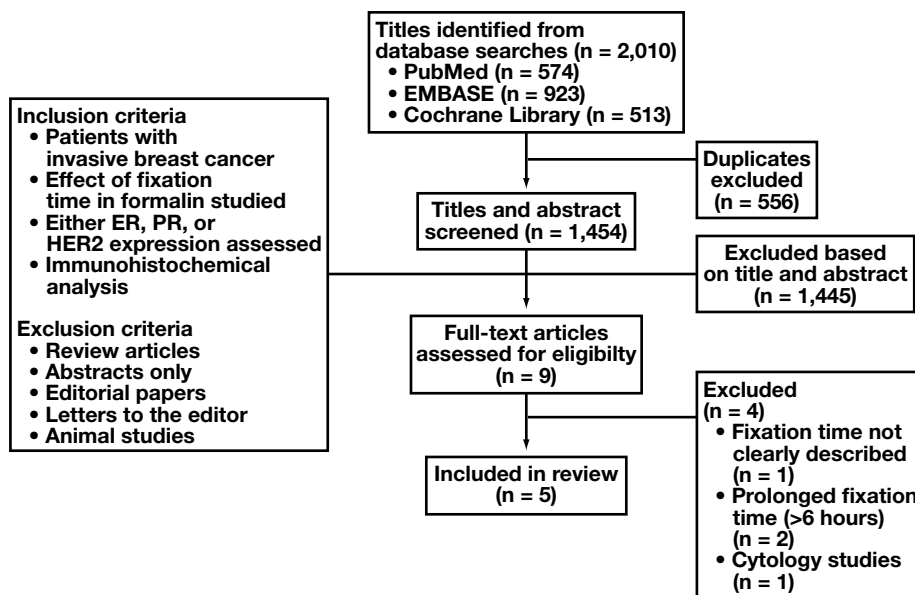 Titles identified from
database searches (n = 2,010)
• PubMed (n = 574)
• EMBASE (n = 923)
• Cochrane Library (n = 513)
Duplicates
excluded
(n = 556)
Inclusion criteria
• Patients with
invasive breast cancer
• Effect of fixation
time in formalin studied
• Either ER, PR, or
HER2 expression assessed
• Immunohistochemical
analysis
Exclusion criteria
• Review articles
• Abstracts only
• Editorial papers
• Letters to the editor
• Animal studies
Titles and abstract
screened (n = 1,454)
Excluded based
on title and abstract
(n = 1,445)
Full-text articles
assessed for eligibilty
(n = 9)
Excluded
(n = 4)
• Fixation time not
clearly described
(n = 1)
• Prolonged fixation
time (>6 hours)
(n = 2)
• Cytology studies
(n = 1)
Included in review
(n = 5)